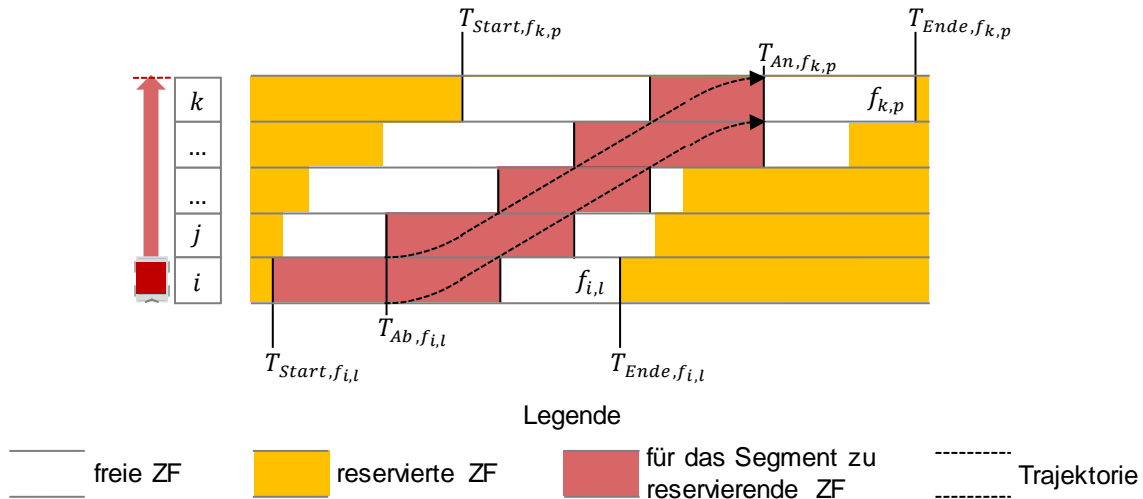 T_{Start,f_{k,p}}
T_{Ende,f_{k,p}}
T_{An,f_{k,p}}
k
f_{k,p}
...
...
j
i
f_{i,l}
T_{Ab,f_{i,l}}
T_{Start,f_{i,l}}
T_{Ende,f_{i,l}}
Legende
freie ZF
reservierte ZF
für das Segment zu
reservierende ZF
Trajektorie